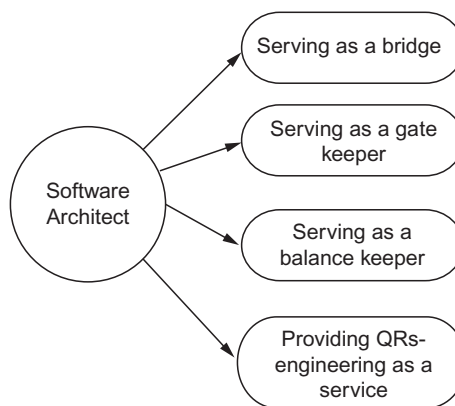 Software
Architect
Serving as a bridge
Serving as a gate
keeper
Serving as a
balance keeper
Providing QRs-
engineering as a
service